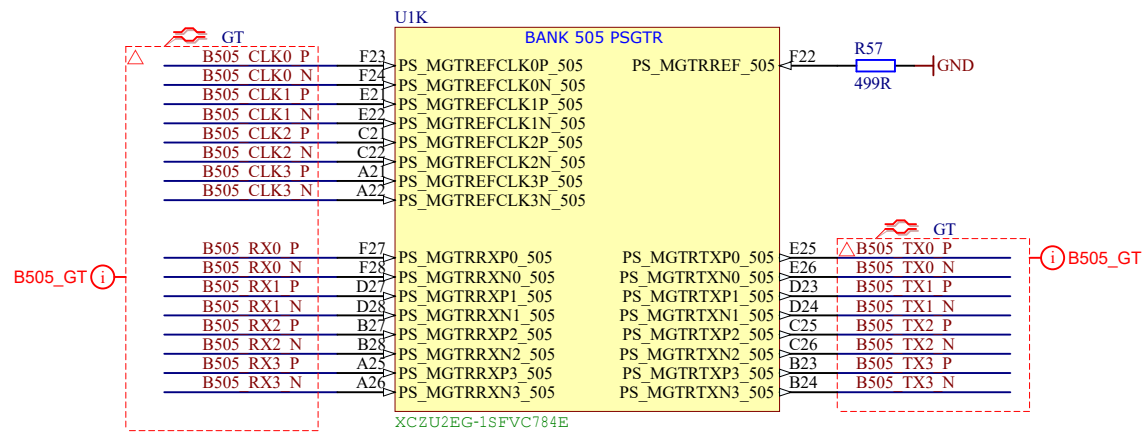 U1K
GT
BANK 505 PSGTR
B505_CLK0_P F23 PS_MGTREFCLK0P_505 PS_MGTRREF_505 F22 R57 499R GND
B505_CLK0_N F24 PS_MGTREFCLK0N_505
B505_CLK1_P E21 PS_MGTREFCLK1P_505
B505_CLK1_N E22 PS_MGTREFCLK1N_505
B505_CLK2_P C21 PS_MGTREFCLK2P_505
B505_CLK2_N C22 PS_MGTREFCLK2N_505
B505_CLK3_P A21 PS_MGTREFCLK3P_505
B505_CLK3_N A22 PS_MGTREFCLK3N_505
GT
B505_RX0_P F27 PS_MGTRRXP0_505 PS_MGTRTXP0_505 E25 B505_TX0_P
B505_RX0_N F28 PS_MGTRRXN0_505 PS_MGTRTXN0_505 E26 B505_TX0_N
B505_GT i B505_RX1_P D27 PS_MGTRRXP1_505 PS_MGTRTXP1_505 D23 B505_TX1_P i B505_GT
B505_RX1_N D28 PS_MGTRRXN1_505 PS_MGTRTXN1_505 D24 B505_TX1_N
B505_RX2_P B27 PS_MGTRRXP2_505 PS_MGTRTXP2_505 C25 B505_TX2_P
B505_RX2_N B28 PS_MGTRRXN2_505 PS_MGTRTXN2_505 C26 B505_TX2_N
B505_RX3_P A25 PS_MGTRRXP3_505 PS_MGTRTXP3_505 B23 B505_TX3_P
B505_RX3_N A26 PS_MGTRRXN3_505 PS_MGTRTXN3_505 B24 B505_TX3_N
XCZU2EG-1SFVC784E